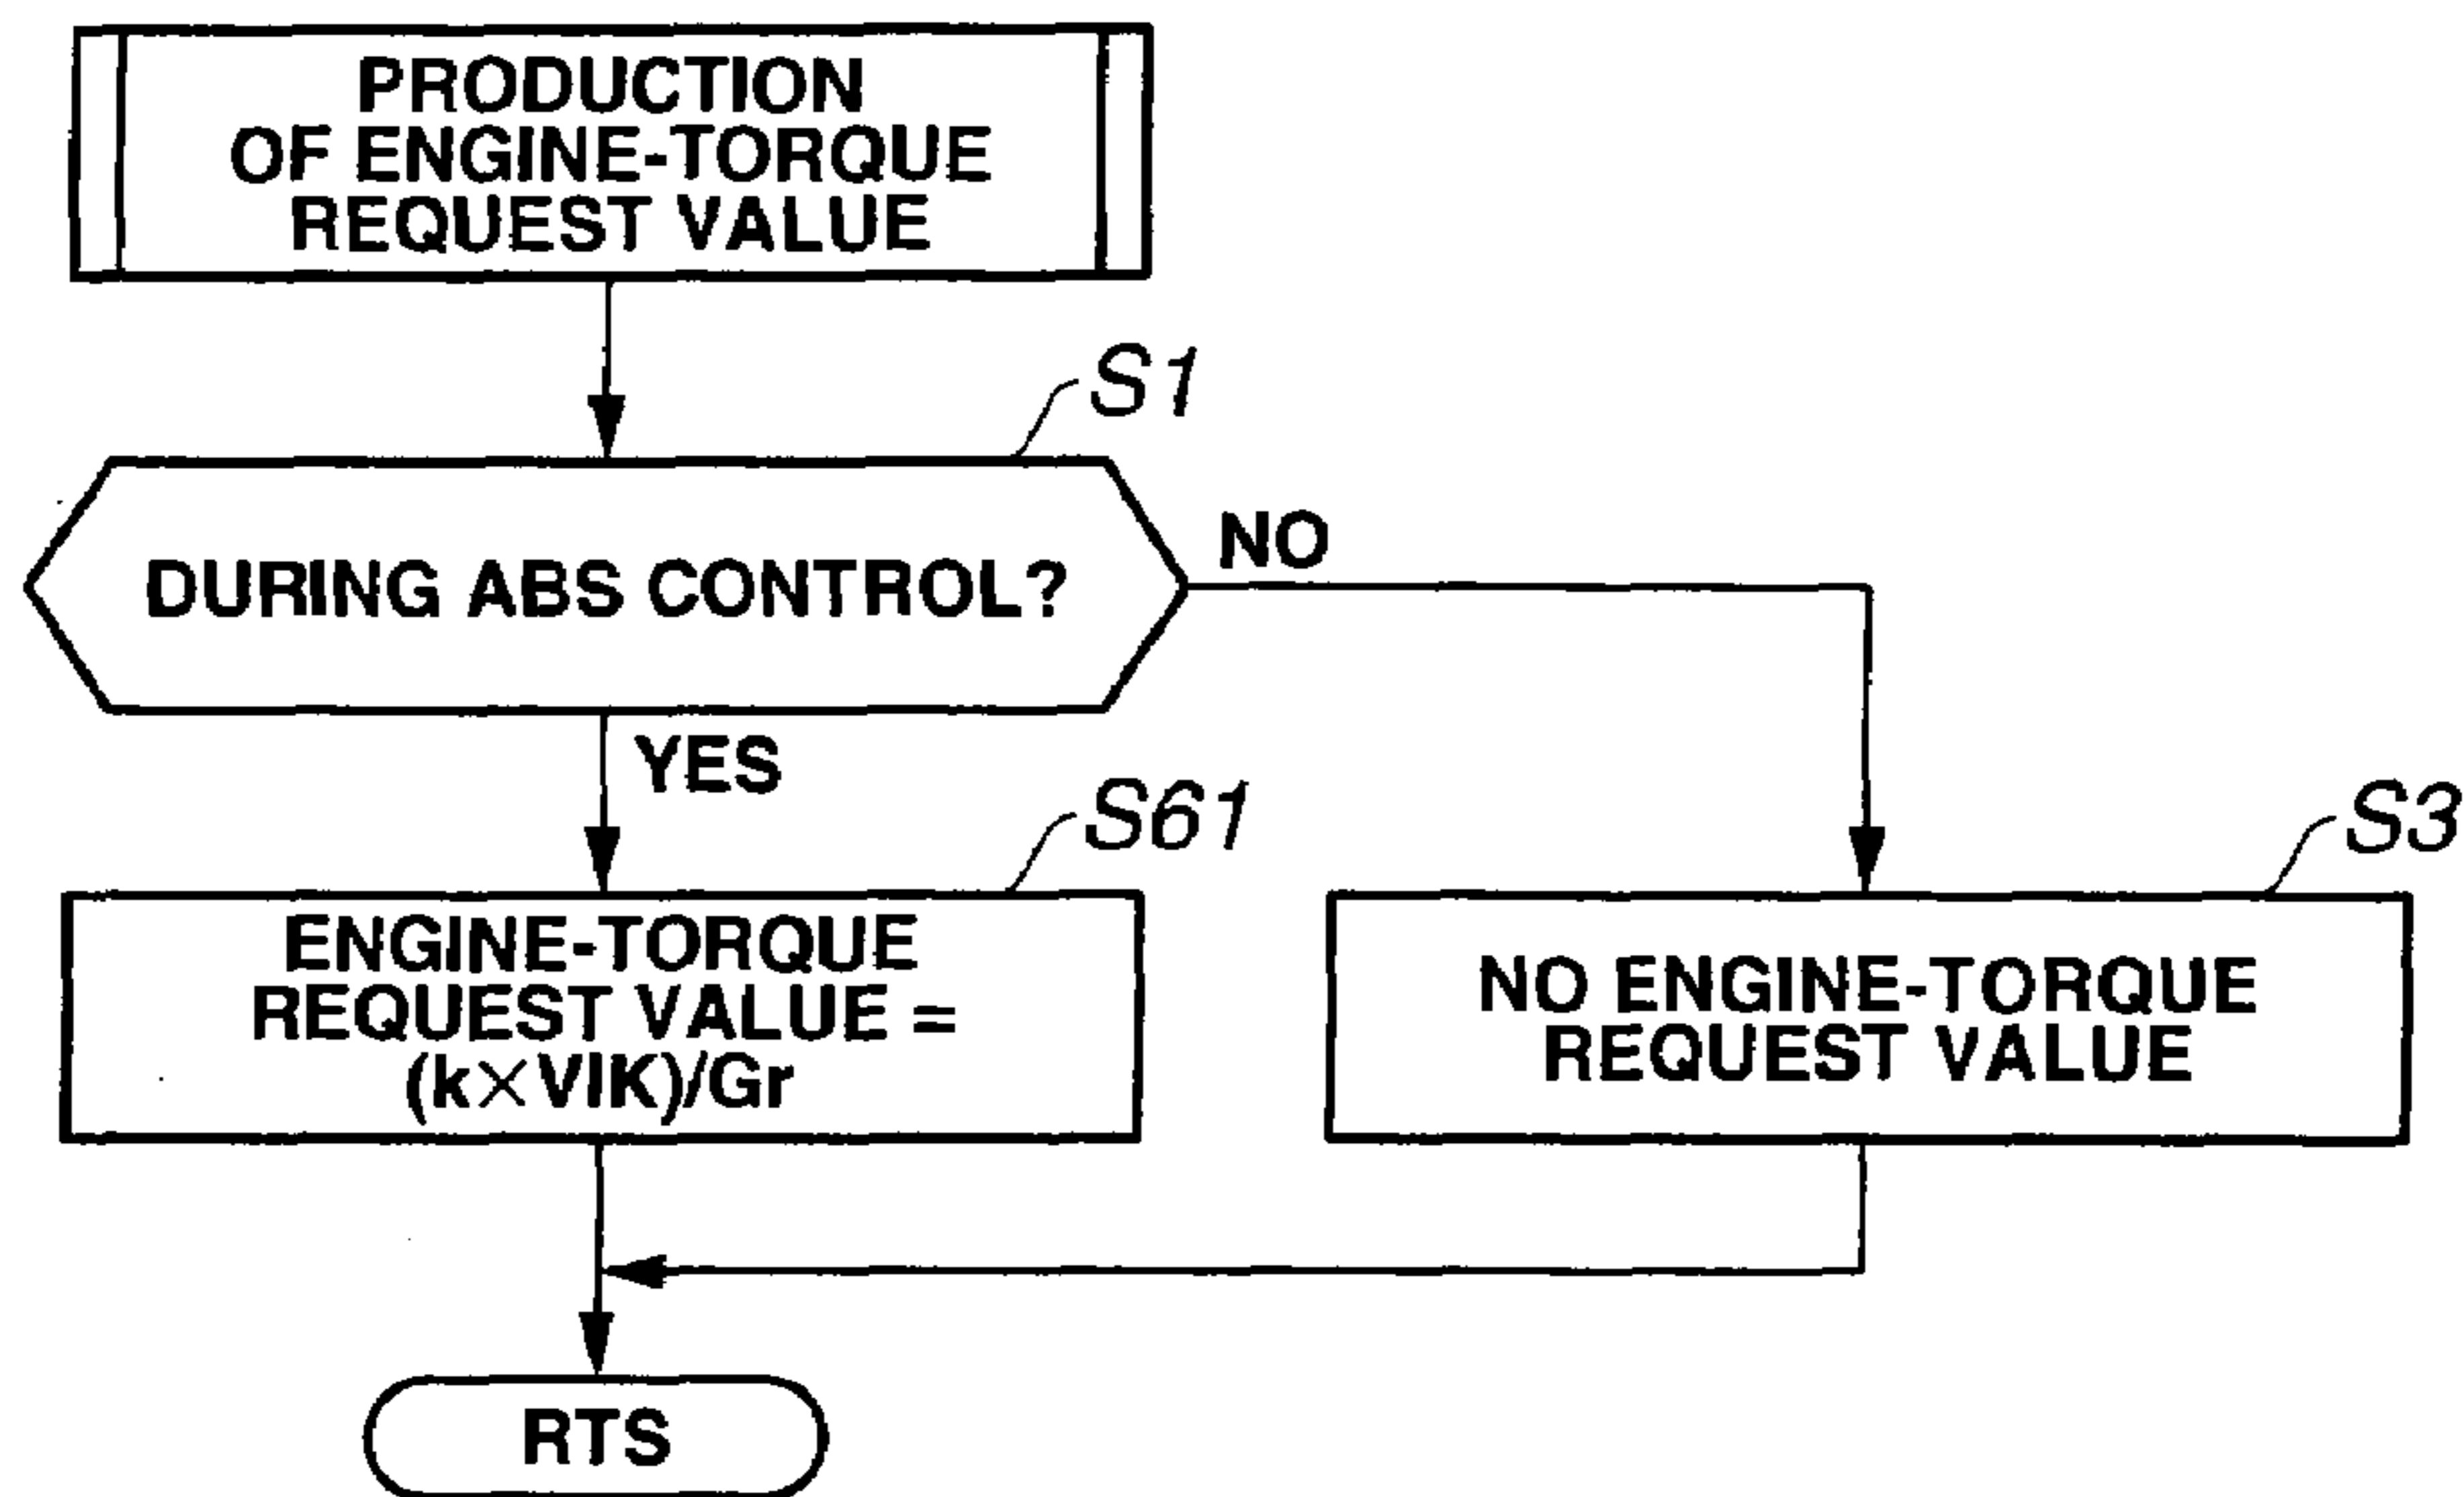 PRODUCTION
OF ENGINE-TORQUE
REQUEST VALUE
S1
DURING ABS CONTROL?
NO
YES
S61
ENGINE-TORQUE
REQUEST VALUE =
(k×VIK)/Gr
S3
NO ENGINE-TORQUE
REQUEST VALUE
RTS